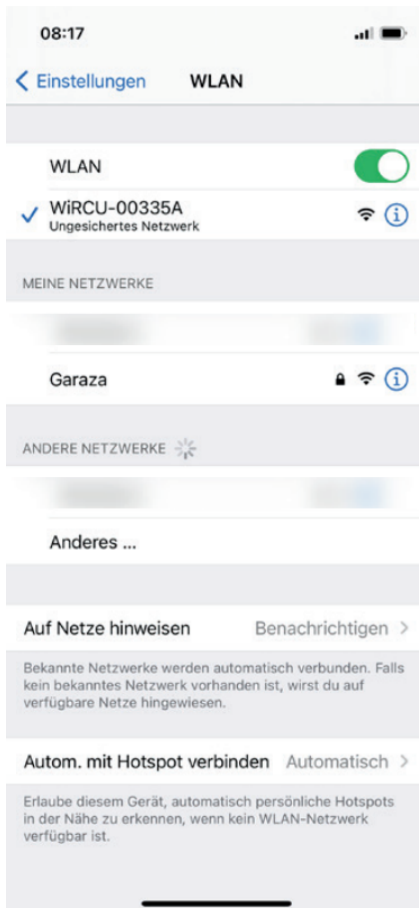 08:17
Einstellungen WLAN
WLAN
WiRCU-00335A
Ungesichertes Netzwerk
MEINE NETZWERKE
Garaza
ANDERE NETZWERKE
Anderes ...
Auf Netze hinweisen Benachrichtigen
Bekannte Netzwerke werden automatisch verbunden. Falls
kein bekanntes Netzwerk vorhanden ist, wirst du auf
verfügbare Netze hingewiesen.
Autom. mit Hotspot verbinden Automatisch
Erlaube diesem Gerät, automatisch persönliche Hotspots
in der Nähe zu erkennen, wenn kein WLAN-Netzwerk
verfügbar ist.